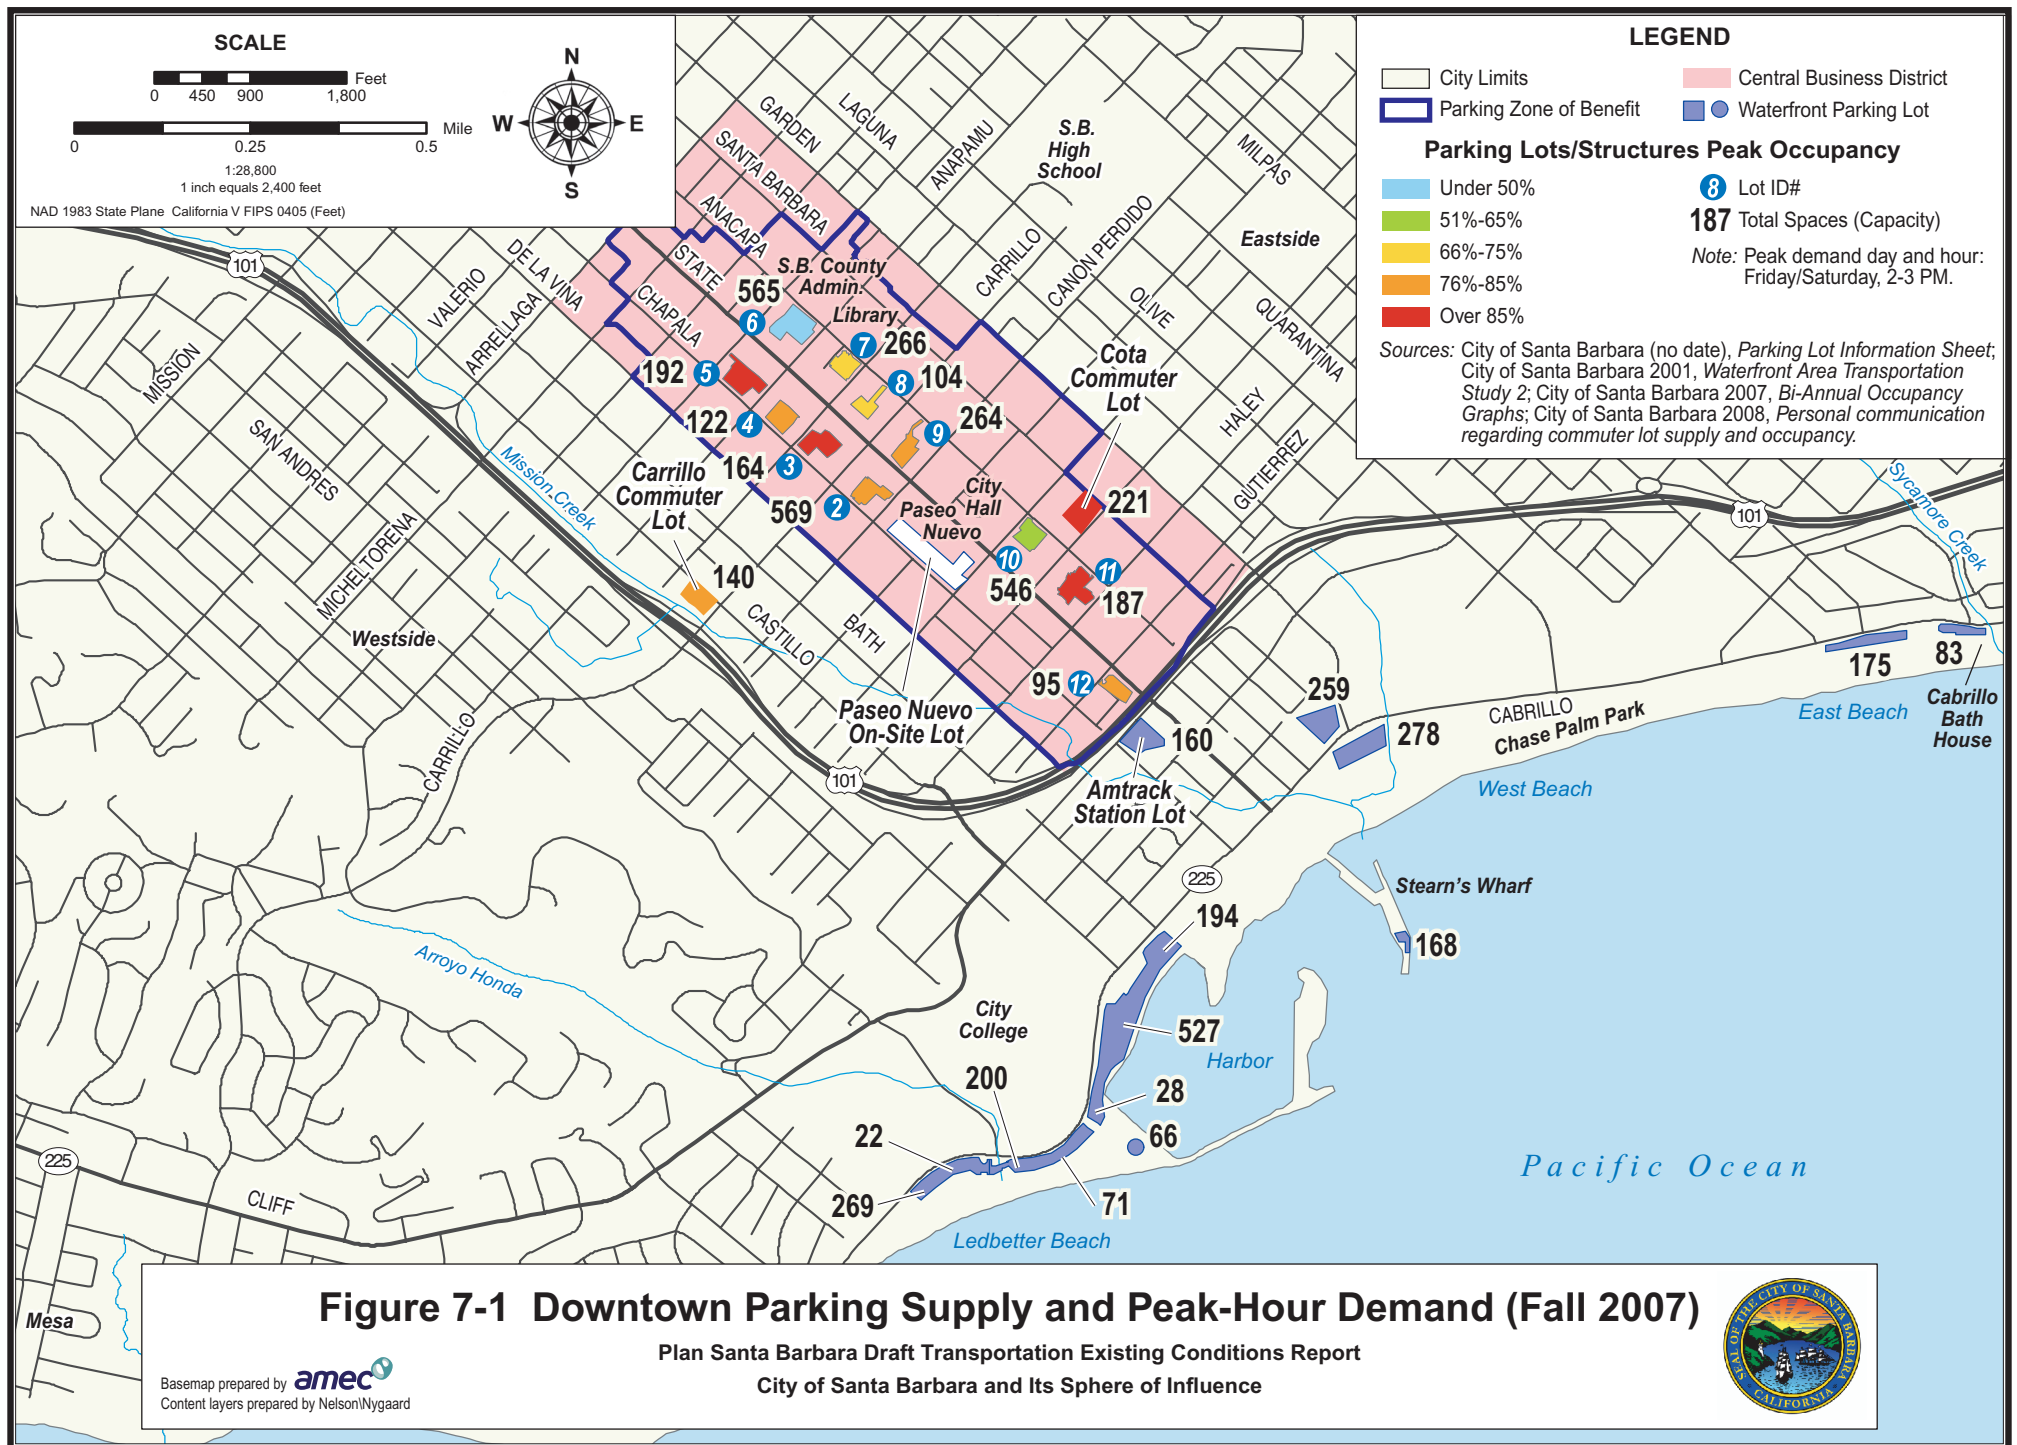 SCALE
Feet
0 450 900 1,800
Mile
0 0.25 0.5
1:28,800
1 inch equals 2,400 feet
NAD 1983 State Plane California V FIPS 0405 (Feet)
N
W E
S
LEGEND
City Limits
Central Business District
Parking Zone of Benefit
Waterfront Parking Lot
Parking Lots/Structures Peak Occupancy
Under 50%
51%-65%
66%-75%
76%-85%
Over 85%
8 Lot ID#
187 Total Spaces (Capacity)
Note: Peak demand day and hour:
Friday/Saturday, 2-3 PM.
Sources: City of Santa Barbara (no date), Parking Lot Information Sheet;
City of Santa Barbara 2001, Waterfront Area Transportation
Study 2; City of Santa Barbara 2007, Bi-Annual Occupancy
Graphs; City of Santa Barbara 2008, Personal communication
regarding commuter lot supply and occupancy.
GARDEN
LAGUNA
SANTA BARBARA
ANAPAMU
S.B.
High
School
MILPAS
ANACAPA
STATE
DE LA VINA
VALERIO
ARRELLAGA
CHAPALA
MISSION
SAN ANDRES
MICHELTORENA
CARRILLO
CANON PERDIDO
Eastside
OLIVE
QUARANTINA
HALEY
GUTIERREZ
101
S.B. County
Admin.
565
6
Library
7 266
192 5
8 104
122 4
9 264
164 3
569 2
Cota
Commuter
Lot
221
City
Hall
Paseo
Nuevo
10
546
11
187
Carrillo
Commuter
Lot
140
Mission Creek
Westside
CASTILLO
BATH
CARRILLO
95 12
Paseo Nuevo
On-Site Lot
101
160
Amtrack
Station Lot
259
278
CABRILLO
Chase Palm Park
West Beach
East Beach
175
83
Cabrillo
Bath
House
Sycamore Creek
101
225
194
Stearn's Wharf
168
527
Harbor
City
College
Arroyo Honda
200
28
66
22
269
71
Ledbetter Beach
225
CLIFF
Pacific Ocean
Mesa
Figure 7-1 Downtown Parking Supply and Peak-Hour Demand (Fall 2007)
Plan Santa Barbara Draft Transportation Existing Conditions Report
City of Santa Barbara and Its Sphere of Influence
Basemap prepared by amec
Content layers prepared by Nelson\Nygaard
SEAL OF THE CITY OF SANTA BARBARA
CALIFORNIA